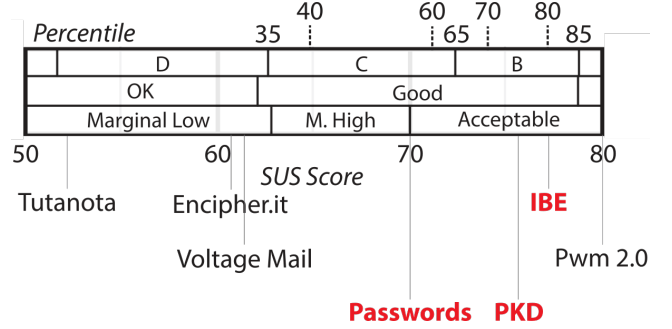 40 60 70 80
Percentile 35 65 85
D C B
OK Good
Marginal Low M. High Acceptable
50 60 70 80
SUS Score
Tutanota Encipher.it IBE
Voltage Mail Pwm 2.0
Passwords PKD